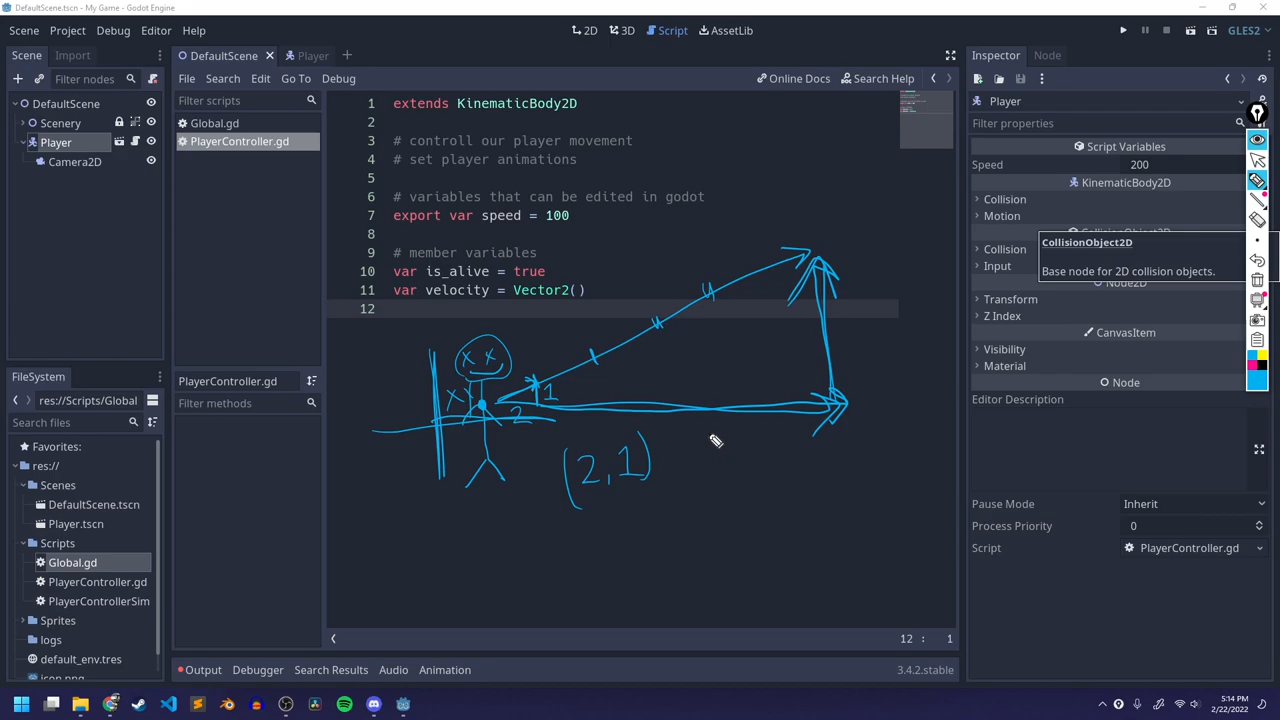 DefaultScene.tscn - My Game - Godot Engine
Scene Project Debug Editor Help
2D 3D Script AssetLib
GLES2
Scene Import
Filter nodes
DefaultScene
Scenery
Player
Camera2D
FileSystem
res://Scripts/Global
Search files
Favorites:
res://
Scenes
DefaultScene.tscn
Player.tscn
Scripts
Global.gd
PlayerController.gd
PlayerControllerSim
Sprites
logs
default_env.tres
icon.png
DefaultScene Player
File Search Edit Go To Debug
Online Docs Search Help
Filter scripts
Global.gd
PlayerController.gd
PlayerController.gd
Filter methods
1 extends KinematicBody2D
2
3 # controll our player movement
4 # set player animations
5
6 # variables that can be edited in godot
7 export var speed = 100
8
9 # member variables
10 var is_alive = true
11 var velocity = Vector2()
12
x x
1
2
(2,1)
12 : 1
Output Debugger Search Results Audio Animation
3.4.2.stable
Inspector Node
Player
Filter properties
Script Variables
Speed 200
KinematicBody2D
Collision
Motion
CollisionObject2D
CollisionObject2D
Base node for 2D collision objects.
Collision
Input
Node2D
Transform
Z Index
CanvasItem
Visibility
Material
Node
Editor Description
Pause Mode Inherit
Process Priority 0
Script PlayerController.gd
5:14 PM
2/22/2022